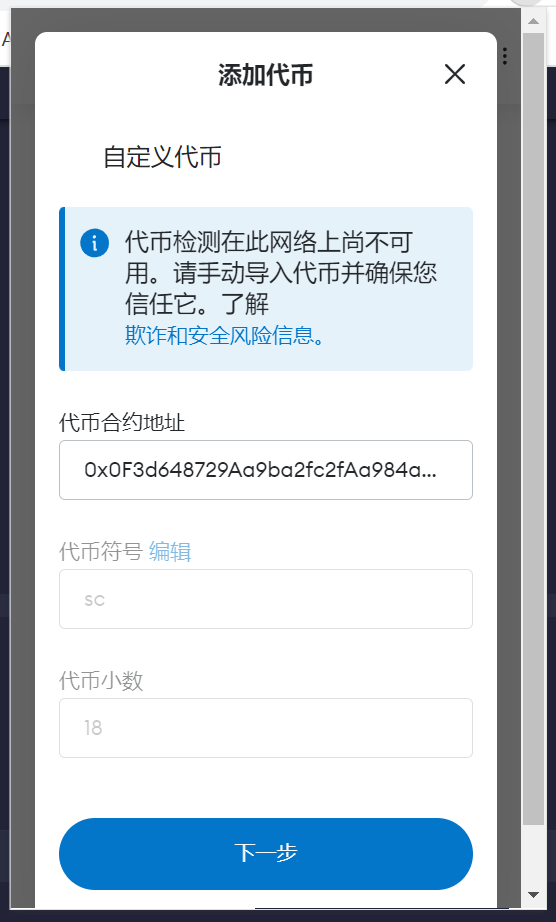 添加代币
自定义代币
代币检测在此网络上尚不可
用。请手动导入代币并确保您
信任它。了解
欺诈和安全风险信息。
代币合约地址
0x0F3d648729Aa9ba2fc2fAa984a...
代币符号 编辑
sc
代币小数
18
下一步